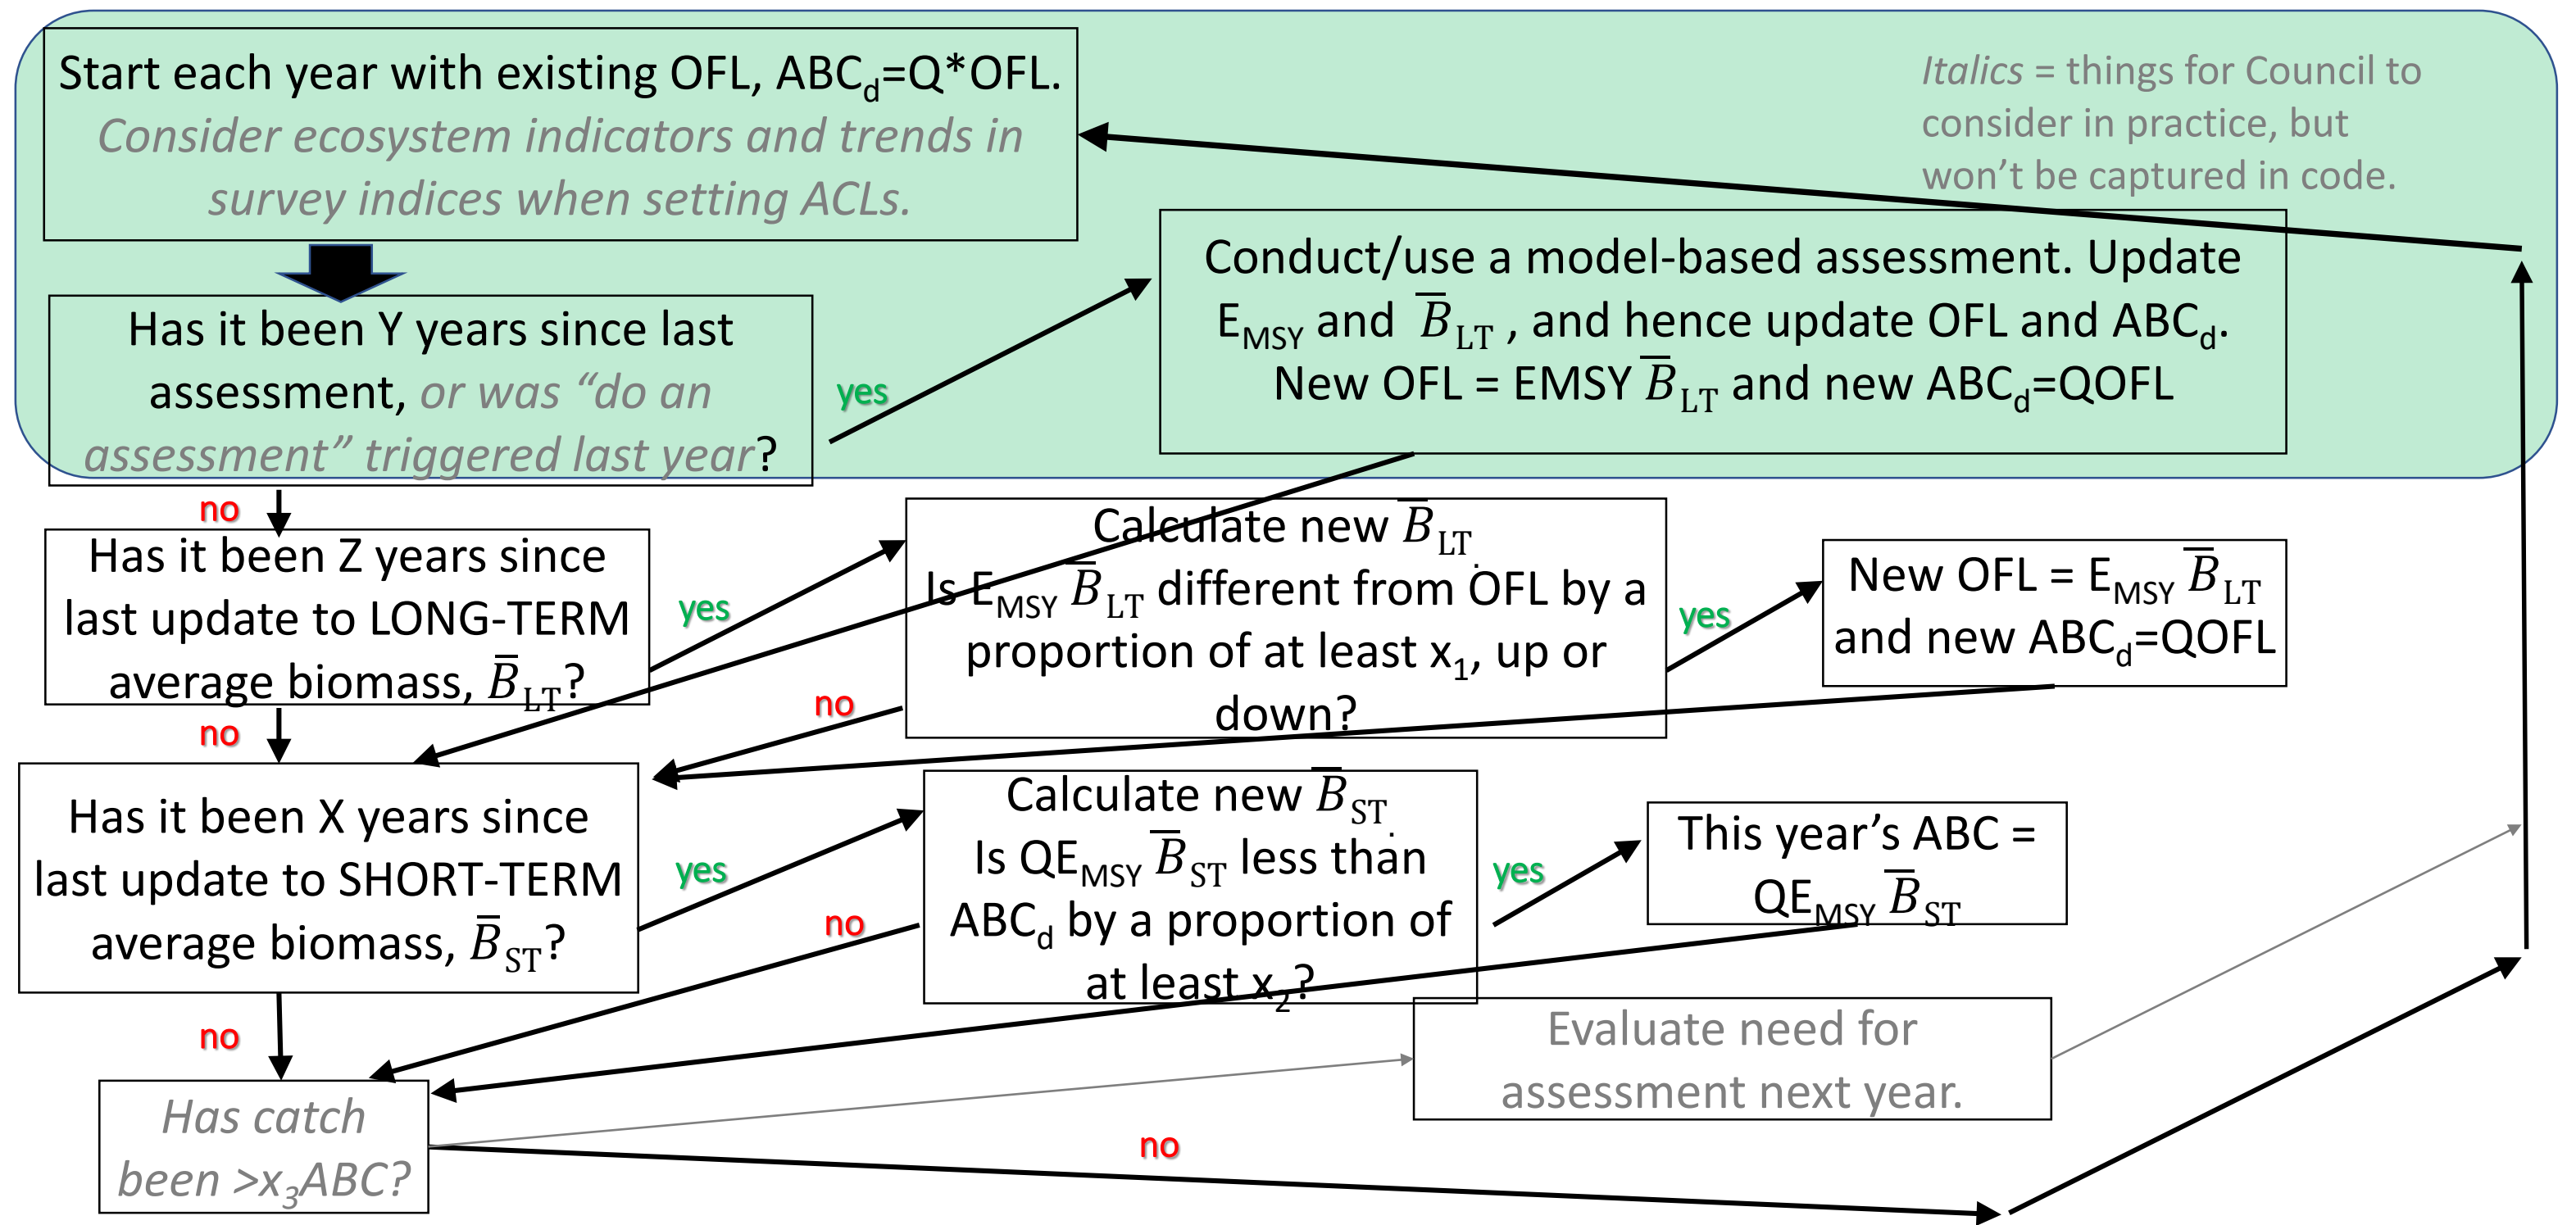 Start each year with existing OFL, ABCd=Q*OFL.
Consider ecosystem indicators and trends in
survey indices when setting ACLs.
Italics = things for Council to
consider in practice, but
won’t be captured in code.
Conduct/use a model-based assessment. Update
EMSY and B̅LT , and hence update OFL and ABCd.
New OFL = EMSY B̅LT and new ABCd=QOFL
Has it been Y years since last
assessment, or was “do an
assessment” triggered last year?
yes
no
Has it been Z years since
last update to LONG-TERM
average biomass, B̅LT?
yes
no
Calculate new B̅LT.
Is EMSY B̅LT different from OFL by a
proportion of at least x1, up or
down?
yes
no
New OFL = EMSY B̅LT
and new ABCd=QOFL
Has it been X years since
last update to SHORT-TERM
average biomass, B̅ST?
yes
no
Calculate new B̅ST.
Is QEMSY B̅ST less than
ABCd by a proportion of
at least x2?
yes
no
This year’s ABC =
QEMSY B̅ST
Evaluate need for
assessment next year.
Has catch
been >x3ABC?
no